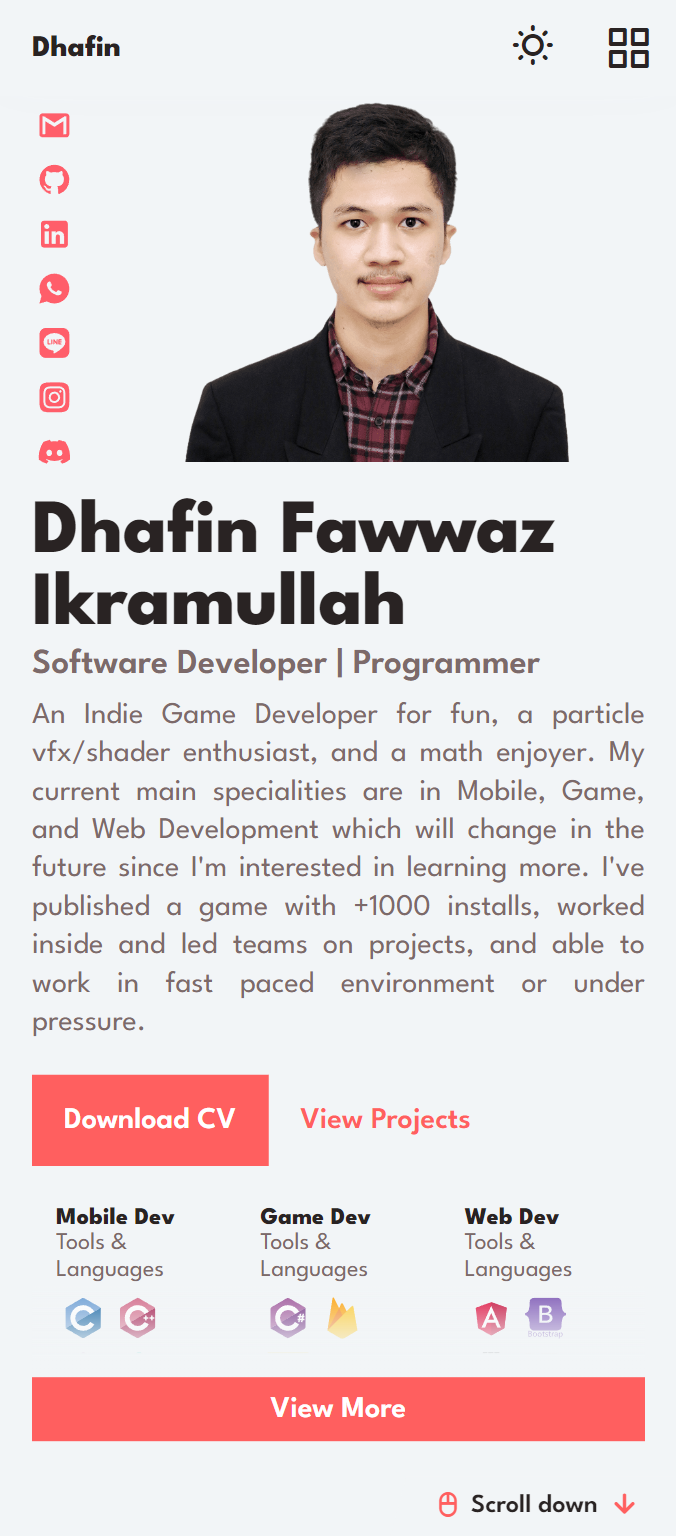 Dhafin
LINE
Dhafin Fawwaz
Ikramullah
Software Developer | Programmer
An Indie Game Developer for fun, a particle
vfx/shader enthusiast, and a math enjoyer. My
current main specialities are in Mobile, Game,
and Web Development which will change in the
future since I'm interested in learning more. I've
published a game with +1000 installs, worked
inside and led teams on projects, and able to
work in fast paced environment or under
pressure.
Download CV
View Projects
Mobile Dev
Tools &
Languages
C
C++
Game Dev
Tools &
Languages
C#
Web Dev
Tools &
Languages
A
B
Bootstrap
View More
Scroll down